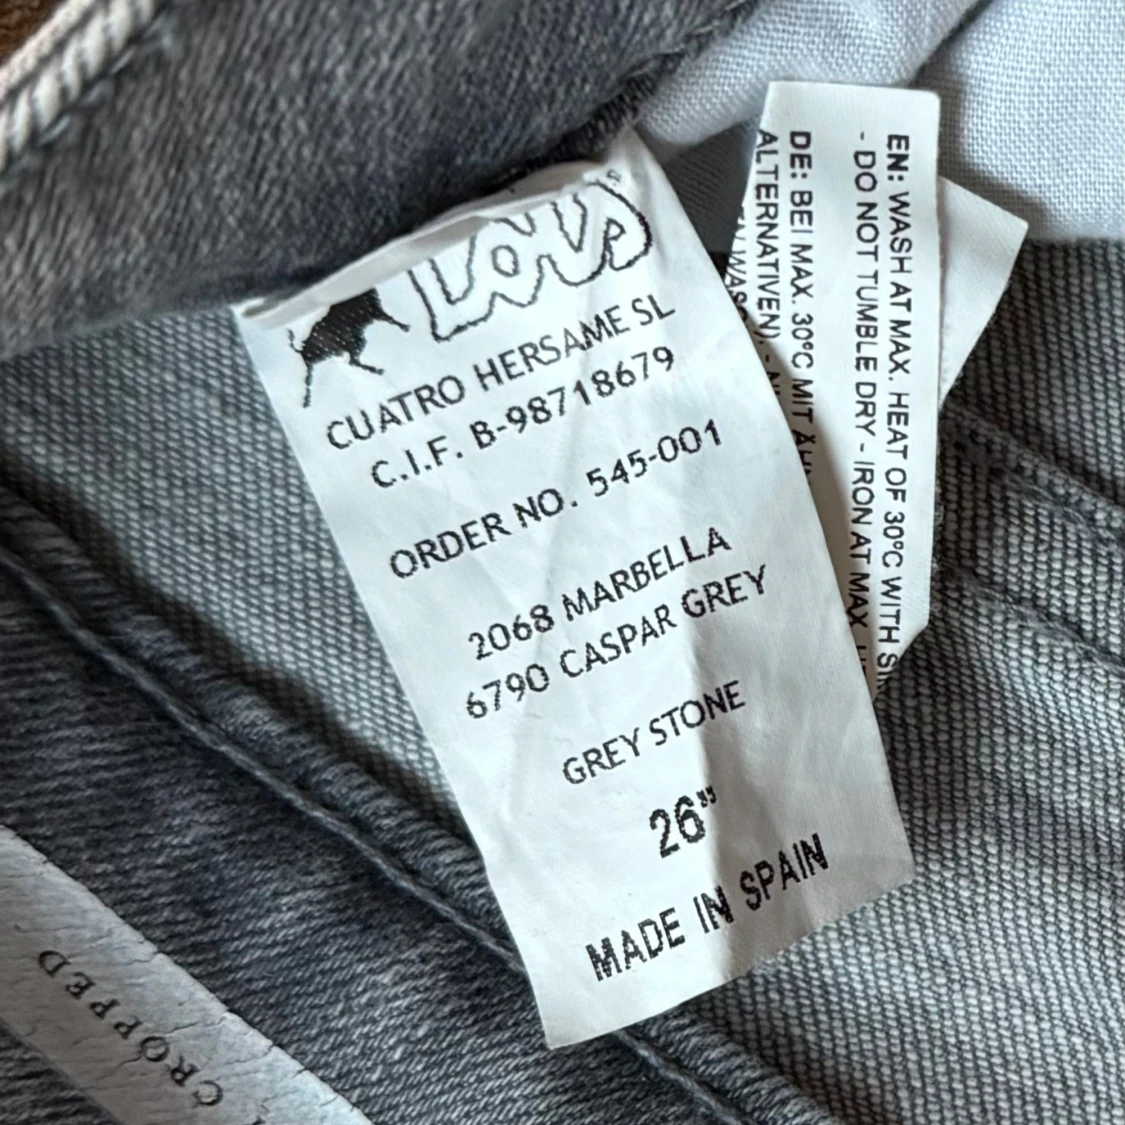 Lois
CUATRO HERSAME SL
C.I.F. B-98718679
ORDER NO. 545-001
2068 MARBELLA
6790 CASPAR GREY
GREY STONE
26"
MADE IN SPAIN
EN: WASH AT MAX. HEAT OF 30ºC WITH
- DO NOT TUMBLE DRY - IRON AT MAX.
DE: BEI MAX. 30ºC MIT
ALTERNATIVEN). -
CROPPED